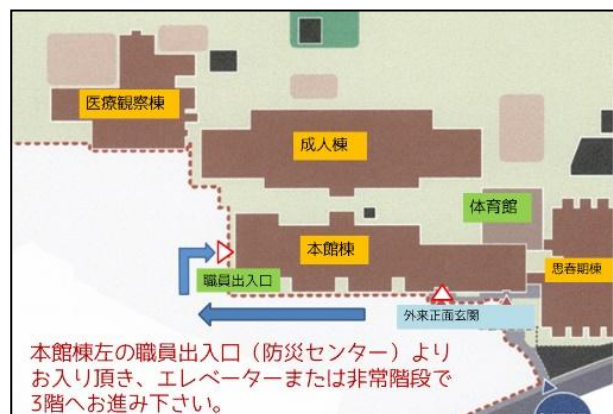 医療観察棟
成人棟
体育館
本館棟
思春期棟
職員出入口
外来正面玄関
本館棟左の職員出入口（防災センター）より
お入り頂き、エレベーターまたは非常階段で
3階へお進み下さい。